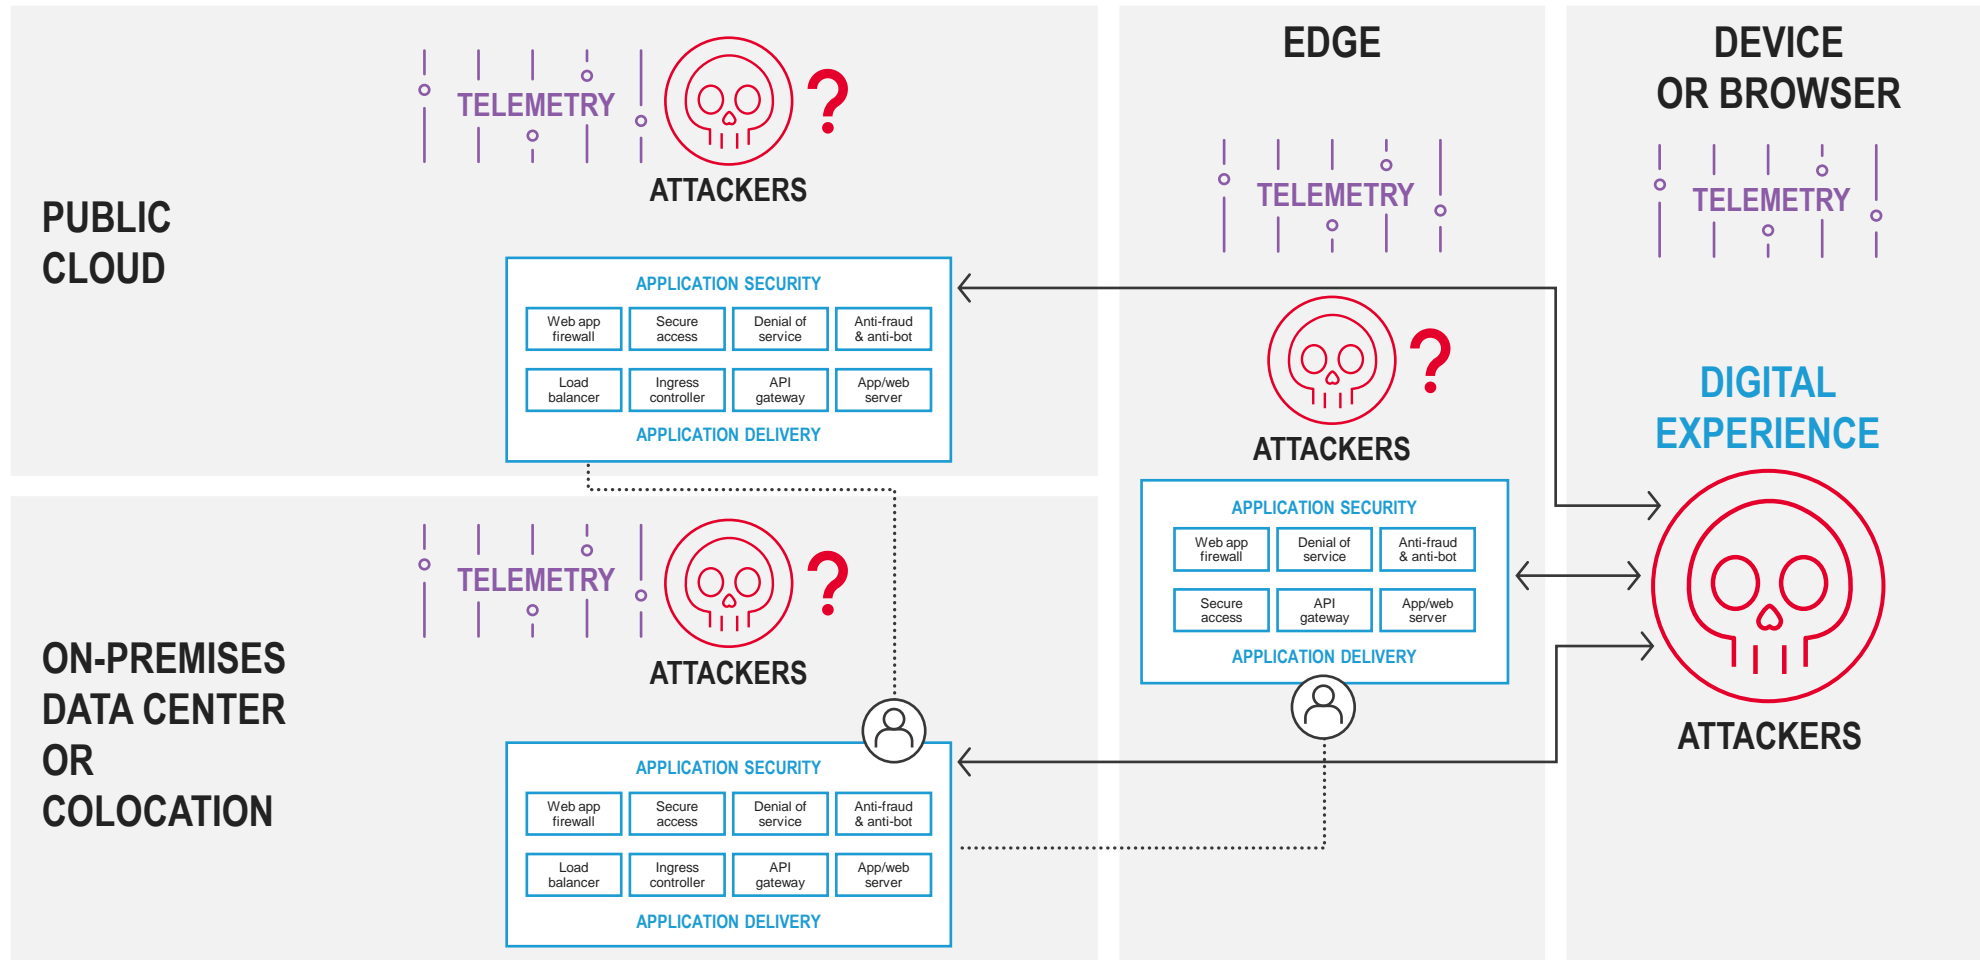 PUBLIC
CLOUD
TELEMETRY
?
ATTACKERS
APPLICATION SECURITY
Web app
firewall
Secure
access
Denial of
service
Anti-fraud
& anti-bot
Load
balancer
Ingress
controller
API
gateway
App/web
server
APPLICATION DELIVERY
ON-PREMISES
DATA CENTER
OR
COLOCATION
TELEMETRY
?
ATTACKERS
APPLICATION SECURITY
Web app
firewall
Secure
access
Denial of
service
Anti-fraud
& anti-bot
Load
balancer
Ingress
controller
API
gateway
App/web
server
APPLICATION DELIVERY
EDGE
TELEMETRY
?
ATTACKERS
APPLICATION SECURITY
Web app
firewall
Denial of
service
Anti-fraud
& anti-bot
Secure
access
API
gateway
App/web
server
APPLICATION DELIVERY
DEVICE
OR BROWSER
TELEMETRY
DIGITAL
EXPERIENCE
ATTACKERS